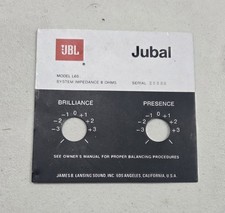 JBL
Jubal
MODEL L65
SYSTEM IMPEDANCE 8 OHMS
SERIAL
BRILLIANCE
PRESENCE
-1 0 +1
-2 +2
-3 +3
-1 0 +1
-2 +2
-3 +3
SEE OWNER'S MANUAL FOR PROPER BALANCING PROCEDURES
JAMES B. LANSING SOUND, INC. LOS ANGELES, CALIFORNIA, U.S.A.